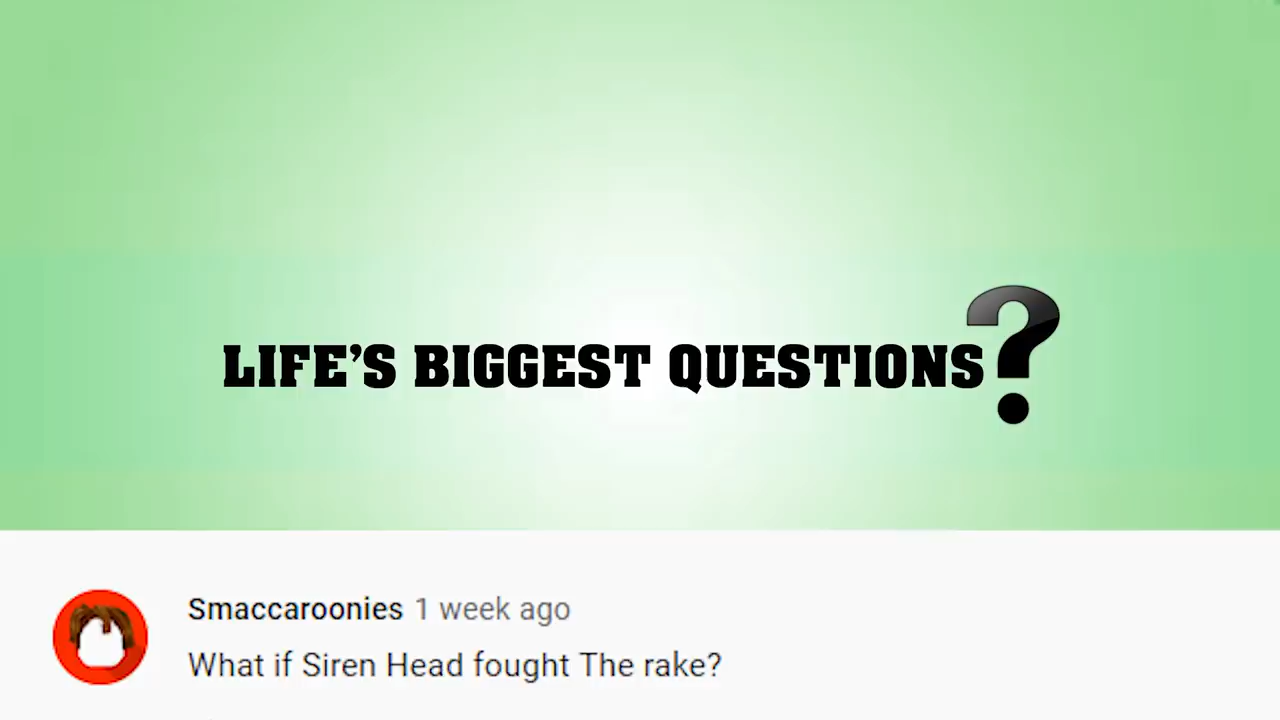 LIFE'S BIGGEST QUESTIONS?
Smaccaroonies 1 week ago
What if Siren Head fought The rake?